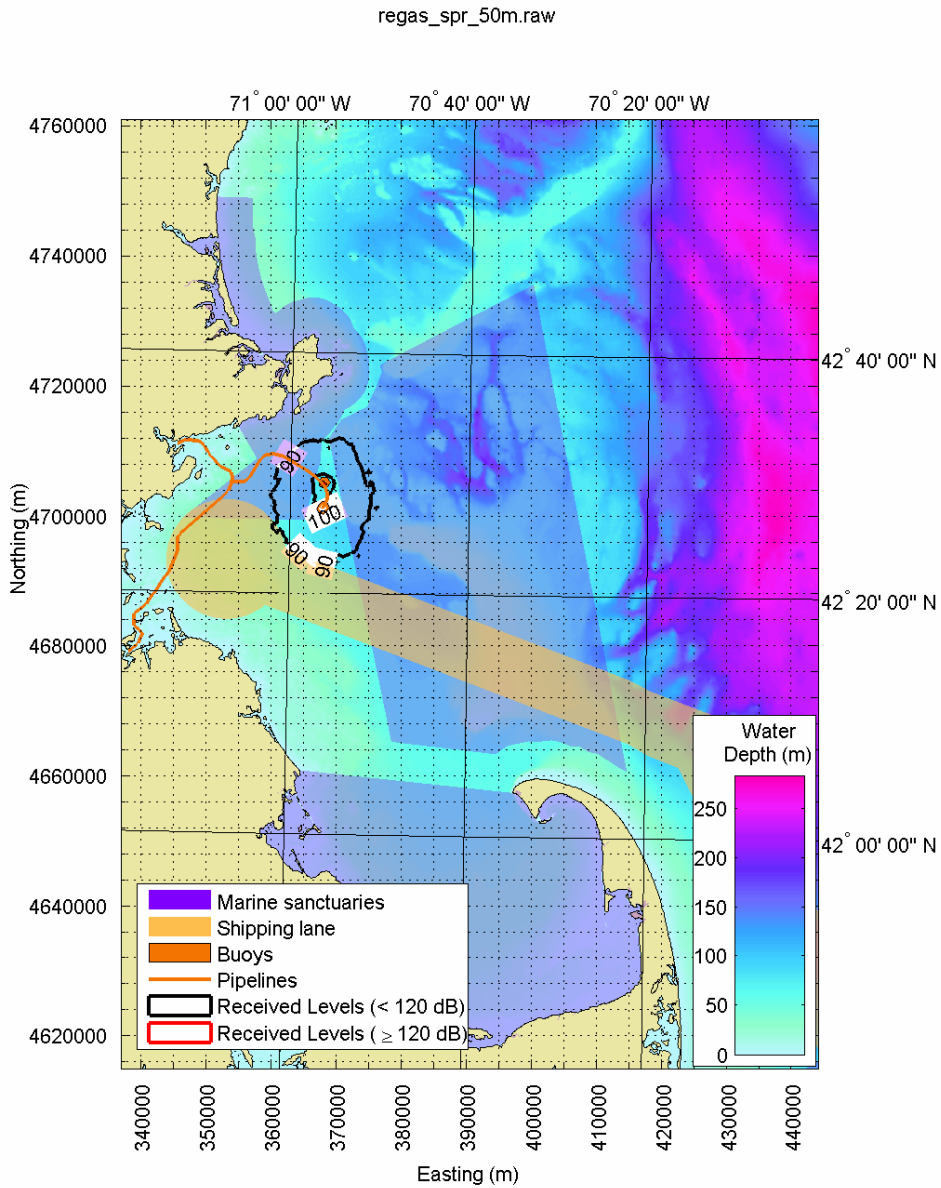 regas_spr_50m.raw
71° 00' 00" W
70° 40' 00" W
70° 20' 00" W
4760000
4740000
4720000
4700000
4680000
4660000
4640000
4620000
Northing (m)
42° 40' 00" N
42° 20' 00" N
42° 00' 00" N
90
100
90
90
Water
Depth (m)
250
200
150
100
50
0
Marine sanctuaries
Shipping lane
Buoys
Pipelines
Received Levels (< 120 dB)
Received Levels ( ≥ 120 dB)
340000
350000
360000
370000
380000
390000
400000
410000
420000
430000
440000
Easting (m)